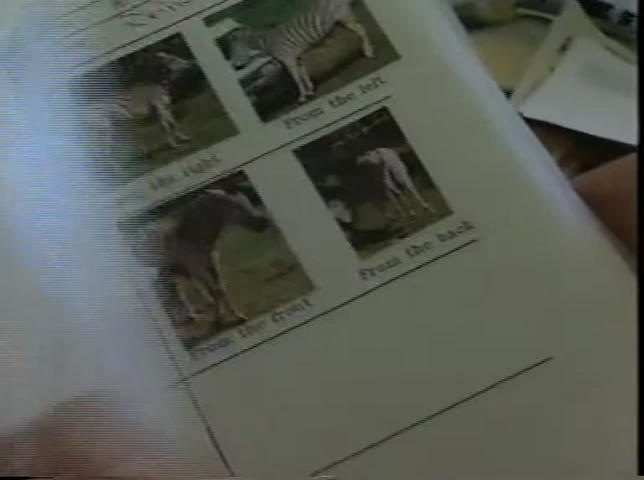 From the left
the right
From the front
From the back